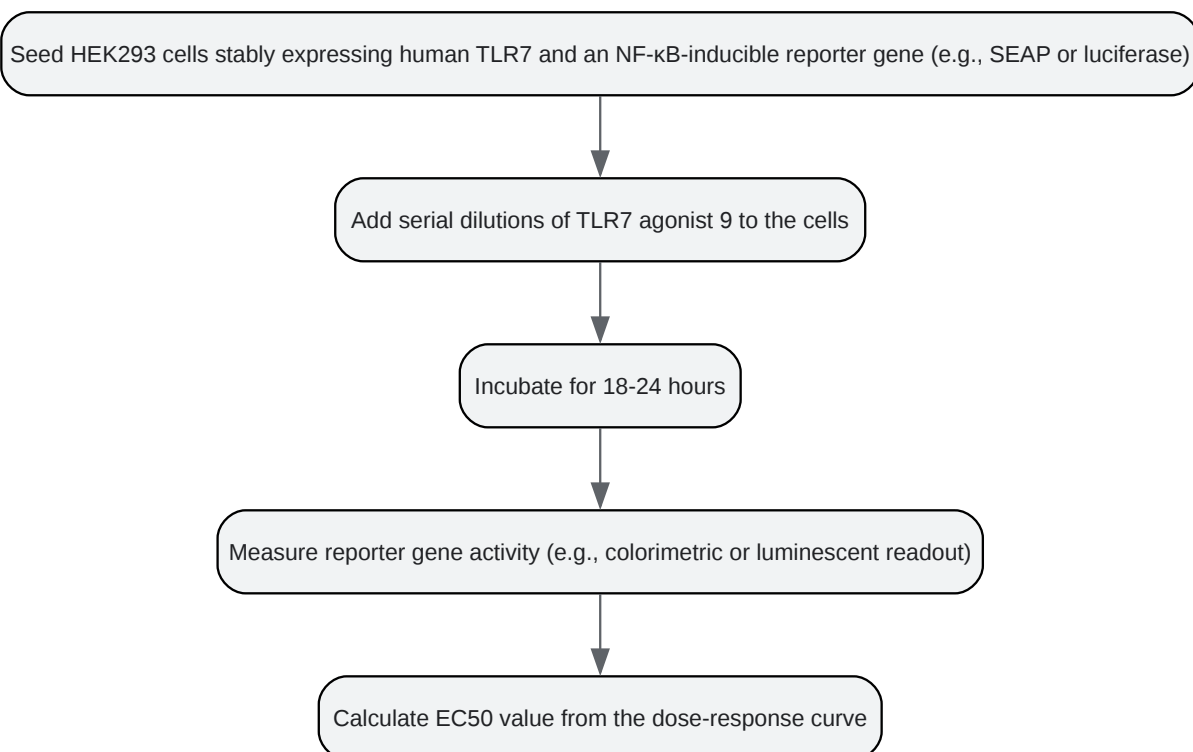 Seed HEK293 cells stably expressing human TLR7 and an NF-κB-inducible reporter gene (e.g., SEAP or luciferase)
Add serial dilutions of TLR7 agonist 9 to the cells
Incubate for 18-24 hours
Measure reporter gene activity (e.g., colorimetric or luminescent readout)
Calculate EC50 value from the dose-response curve